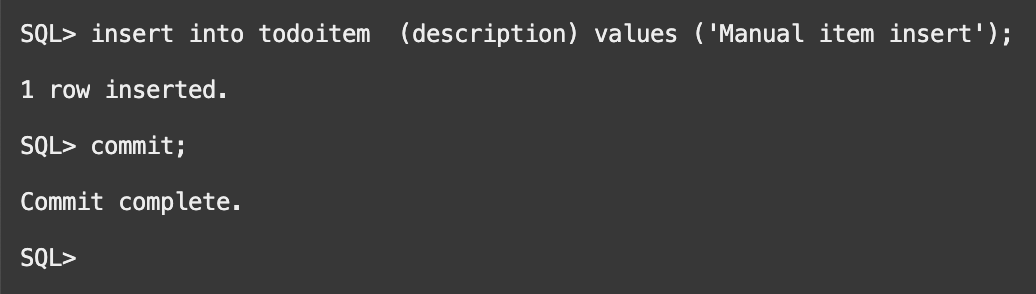 SQL> insert into todoitem  (description) values ('Manual item insert');
1 row inserted.
SQL> commit;
Commit complete.
SQL>